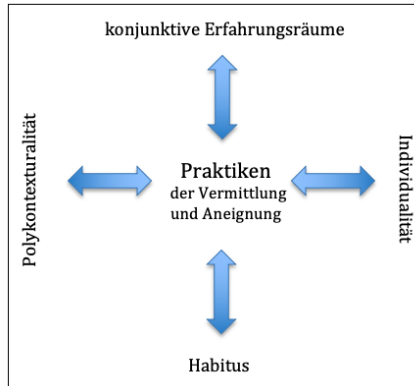 konjunktive Erfahrungsräume
Polykontexturalität
Praktiken
der Vermittlung
und Aneignung
Individualität
Habitus